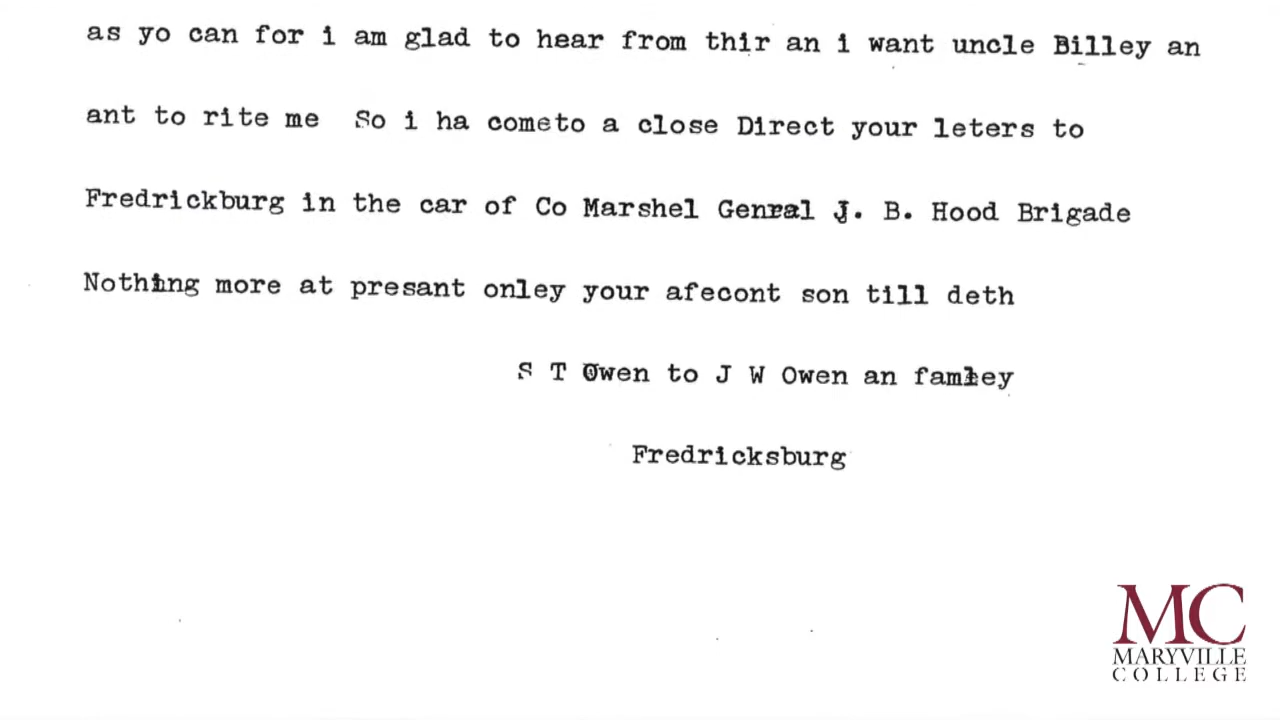 as yo can for i am glad to hear from thir an i want uncle Billey an
ant to rite me So i ha cometo a close Direct your leters to
Fredrickburg in the car of Co Marshel Genral J. B. Hood Brigade
Nothing more at presant onley your afecont son till deth
S T Owen to J W Owen an famley
Fredricksburg
MC
MARYVILLE
COLLEGE